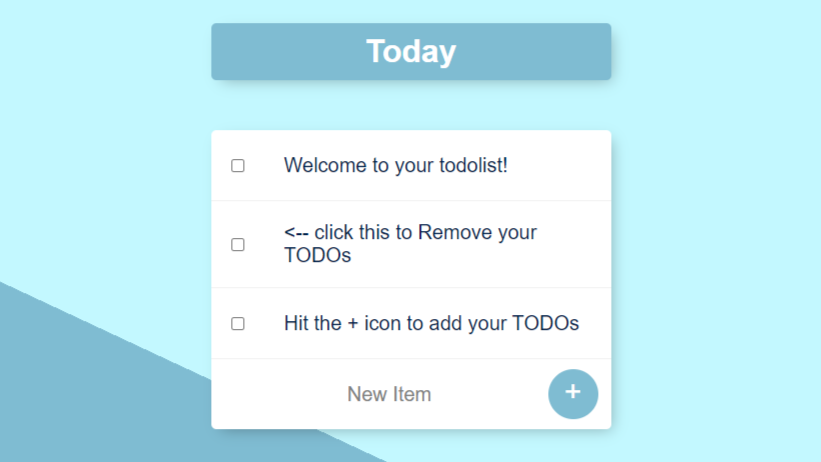 Today
Welcome to your todolist!
<-- click this to Remove your
TODOs
Hit the + icon to add your TODOs
New Item
+